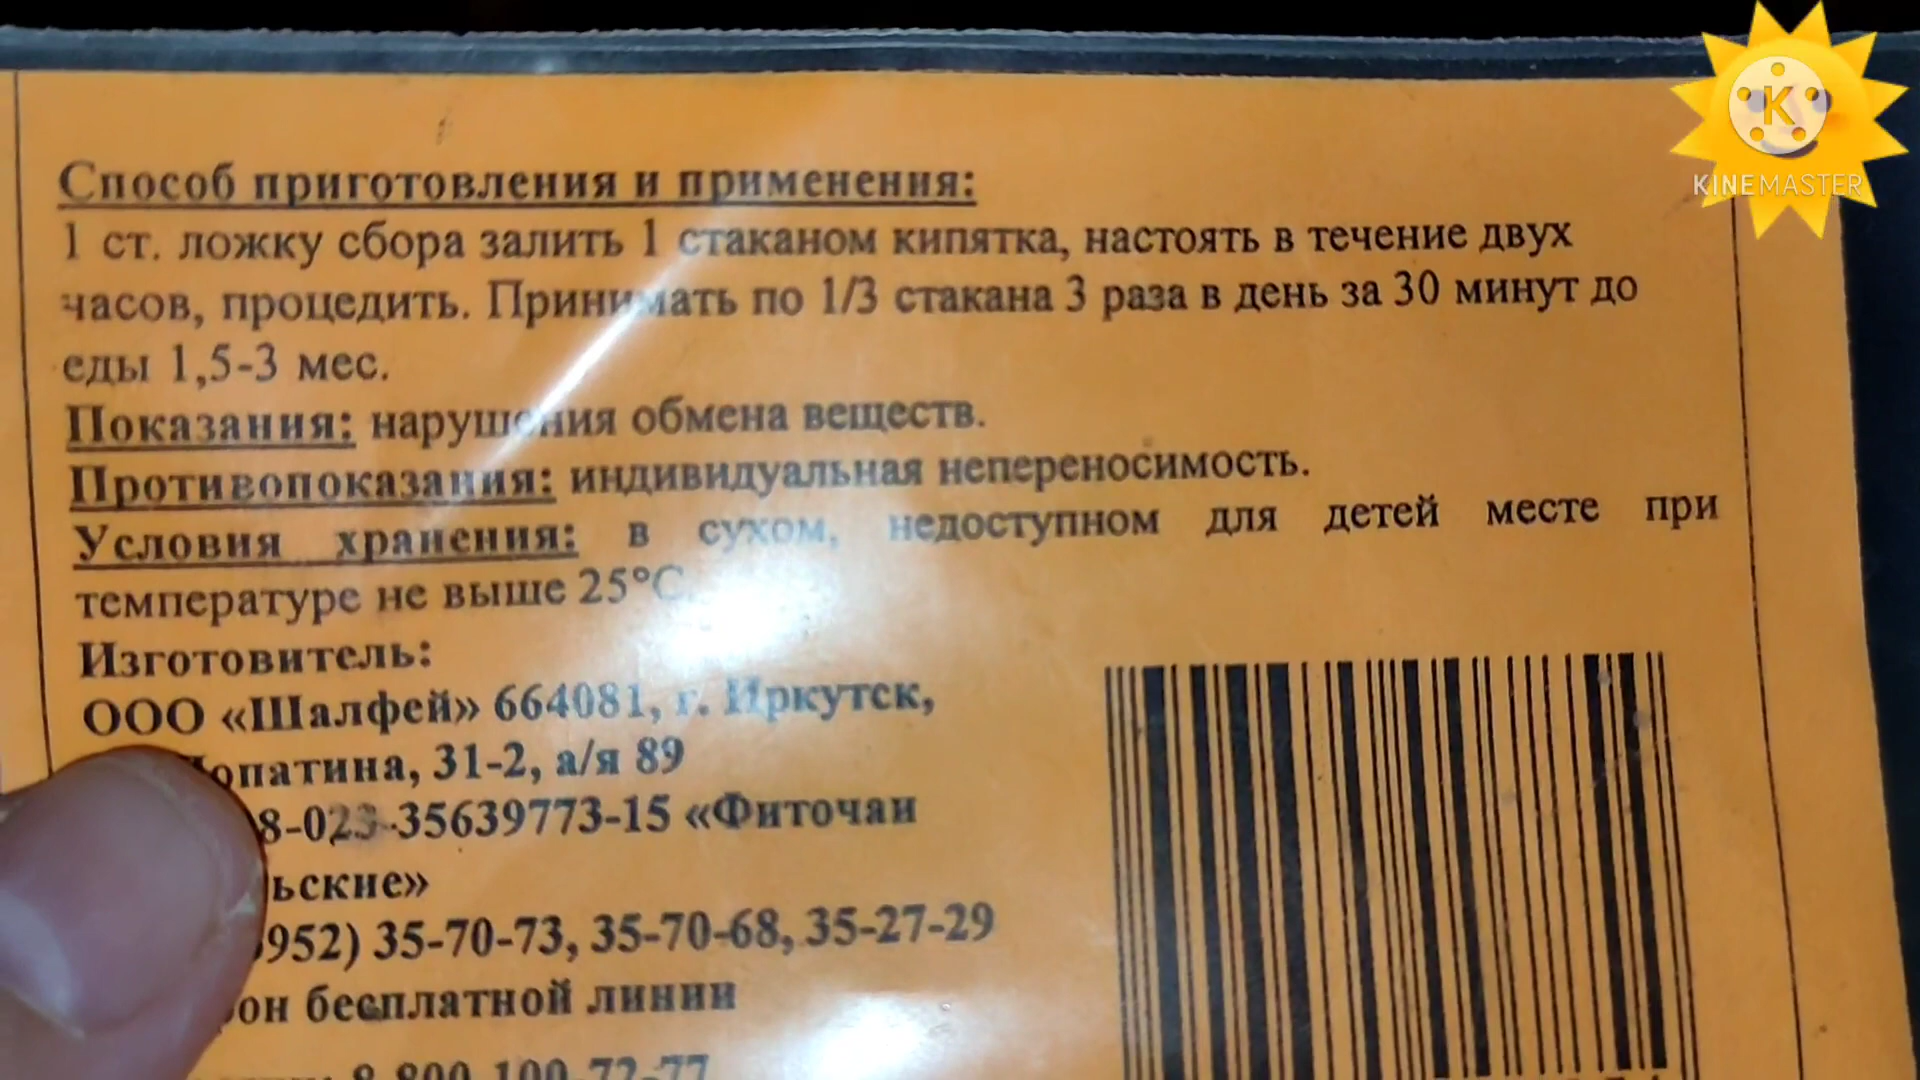 Способ приготовления и применения:
1 ст. ложку сбора залить 1 стаканом кипятка, настоять в течение двух
часов, процедить. Принимать по 1/3 стакана 3 раза в день за 30 минут до
еды 1,5-3 мес.
Показания: нарушения обмена веществ.
Противопоказания: индивидуальная непереносимость.
Условия хранения: в сухом, недоступном для детей месте при
температуре не выше 25°С.
Изготовитель:
ООО «Шалфей» 664081, г. Иркутск,
опатина, 31-2, а/я 89
8-023-35639773-15 «Фиточаи
ьские»
952) 35-70-73, 35-70-68, 35-27-29
он бесплатной линии
8 800 100-72-77
K
KINEMASTER